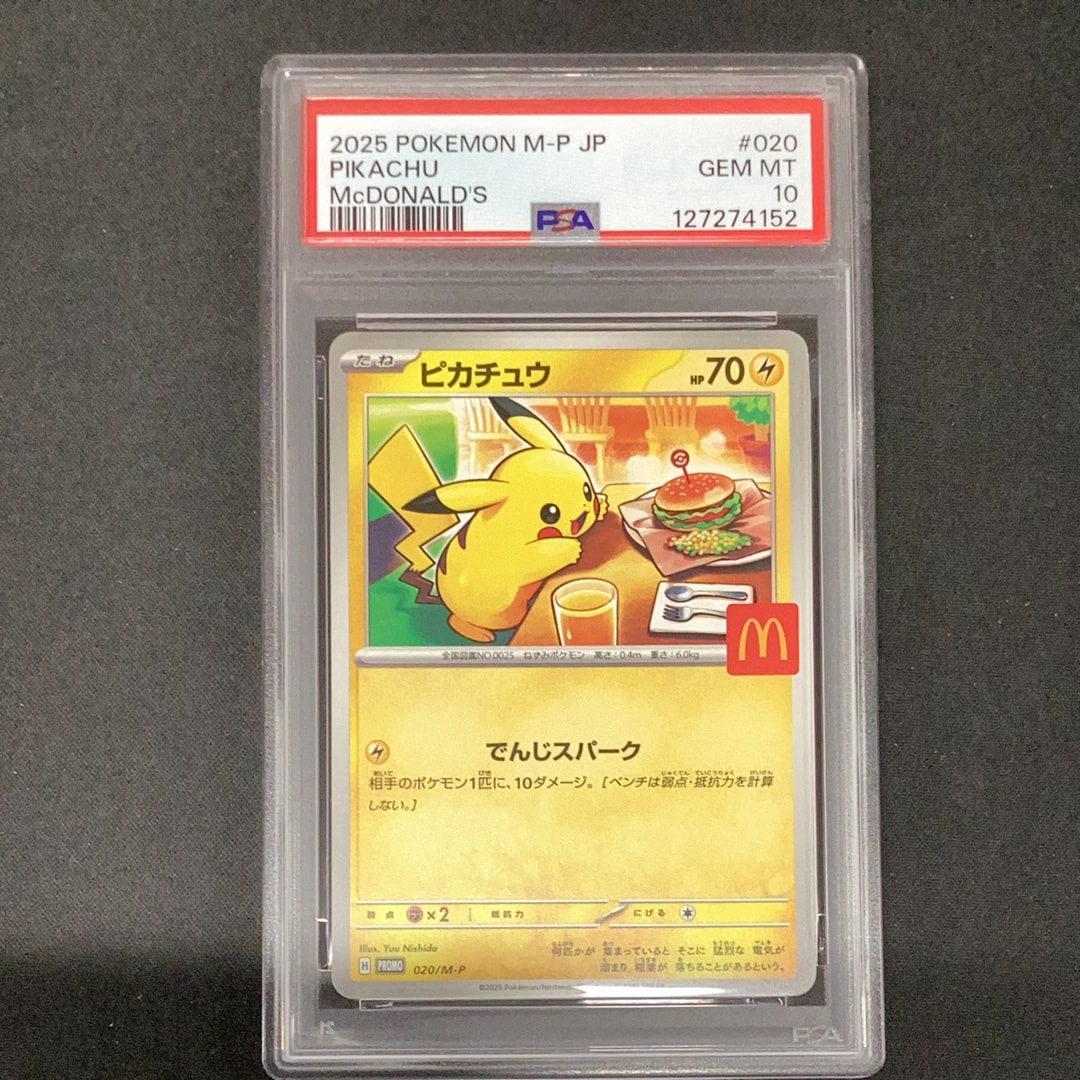 2025 POKEMON M-P JP #020
PIKACHU GEM MT
McDONALD'S 10
PSA 127274152
たね ピカチュウ HP70
全国図鑑NO.0025 ねずみポケモン 高さ:0.4m 重さ:6.0kg
でんじスパーク
相手のポケモン1匹に、10ダメージ。[ベンチは弱点・抵抗力を計算
しない。]
弱点 ×2 抵抗力 にげる
Illus. Yuu Nishida
何匹かが 集まっていると そこに 猛烈な 電気が
溜まり 稲妻が 落ちることがあるという。
PROMO 020/M-P
©2025 Pokémon/Nintendo
PSA